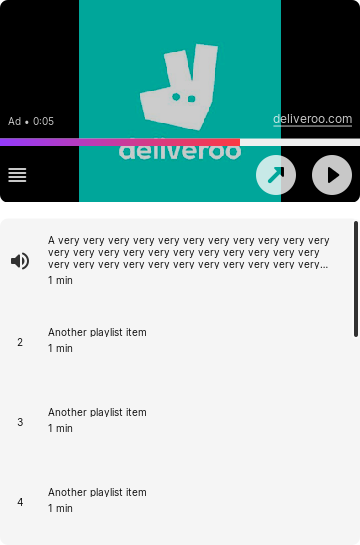 Ad • 0:05
deliveroo.com
deliveroo
A very very very very very very very very very very very
very very very very very very very very very very very
very very very very very very very very very very very...
1 min
2
Another playlist item
1 min
3
Another playlist item
1 min
4
Another playlist item
1 min